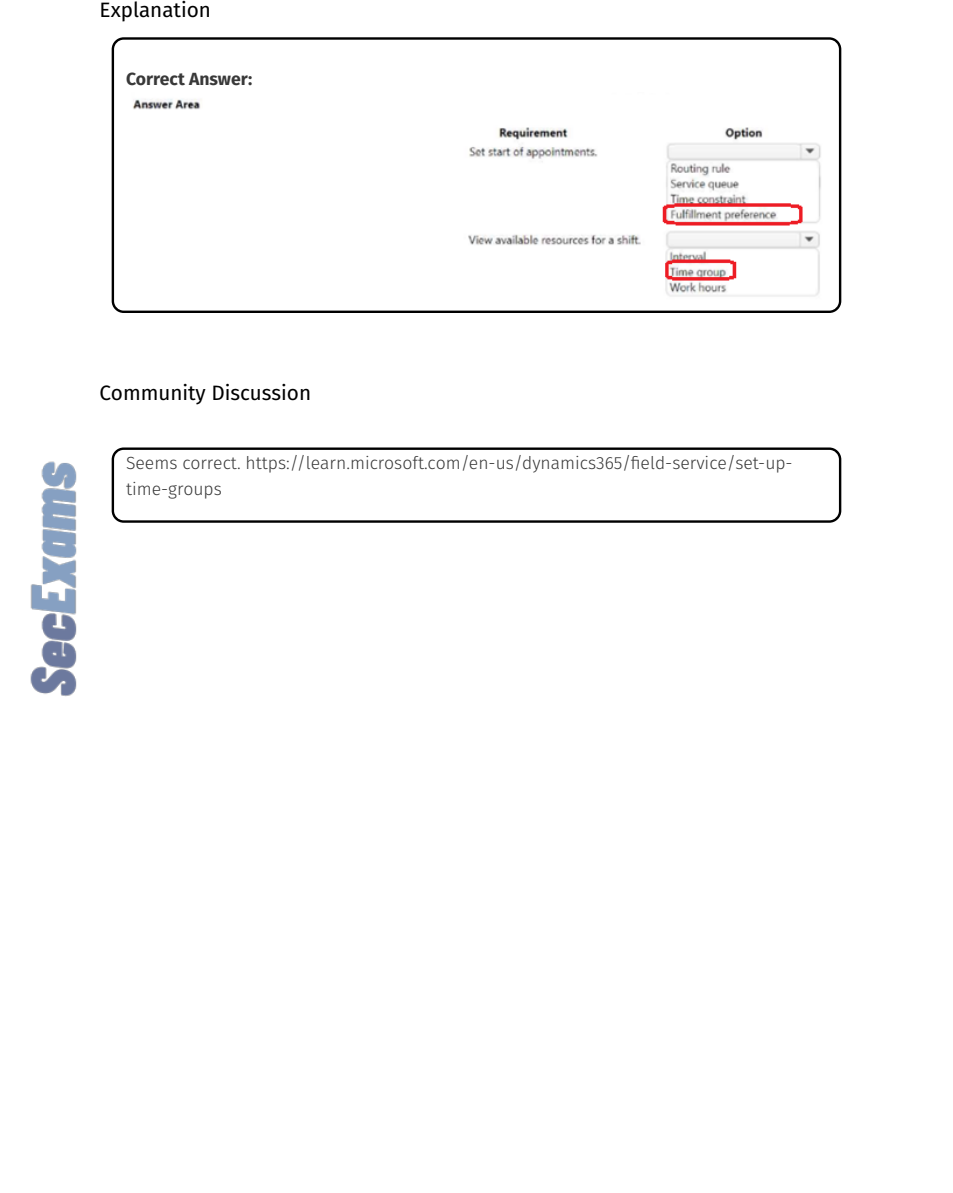 Explanation
Correct Answer:
Answer Area
Requirement Option
Set start of appointments.
Routing rule
Service queue
Time constraint
Fulfillment preference
View available resources for a shift.
Interval
Time group
Work hours
Community Discussion
Seems correct. https://learn.microsoft.com/en-us/dynamics365/field-service/set-up-
time-groups
SecExams